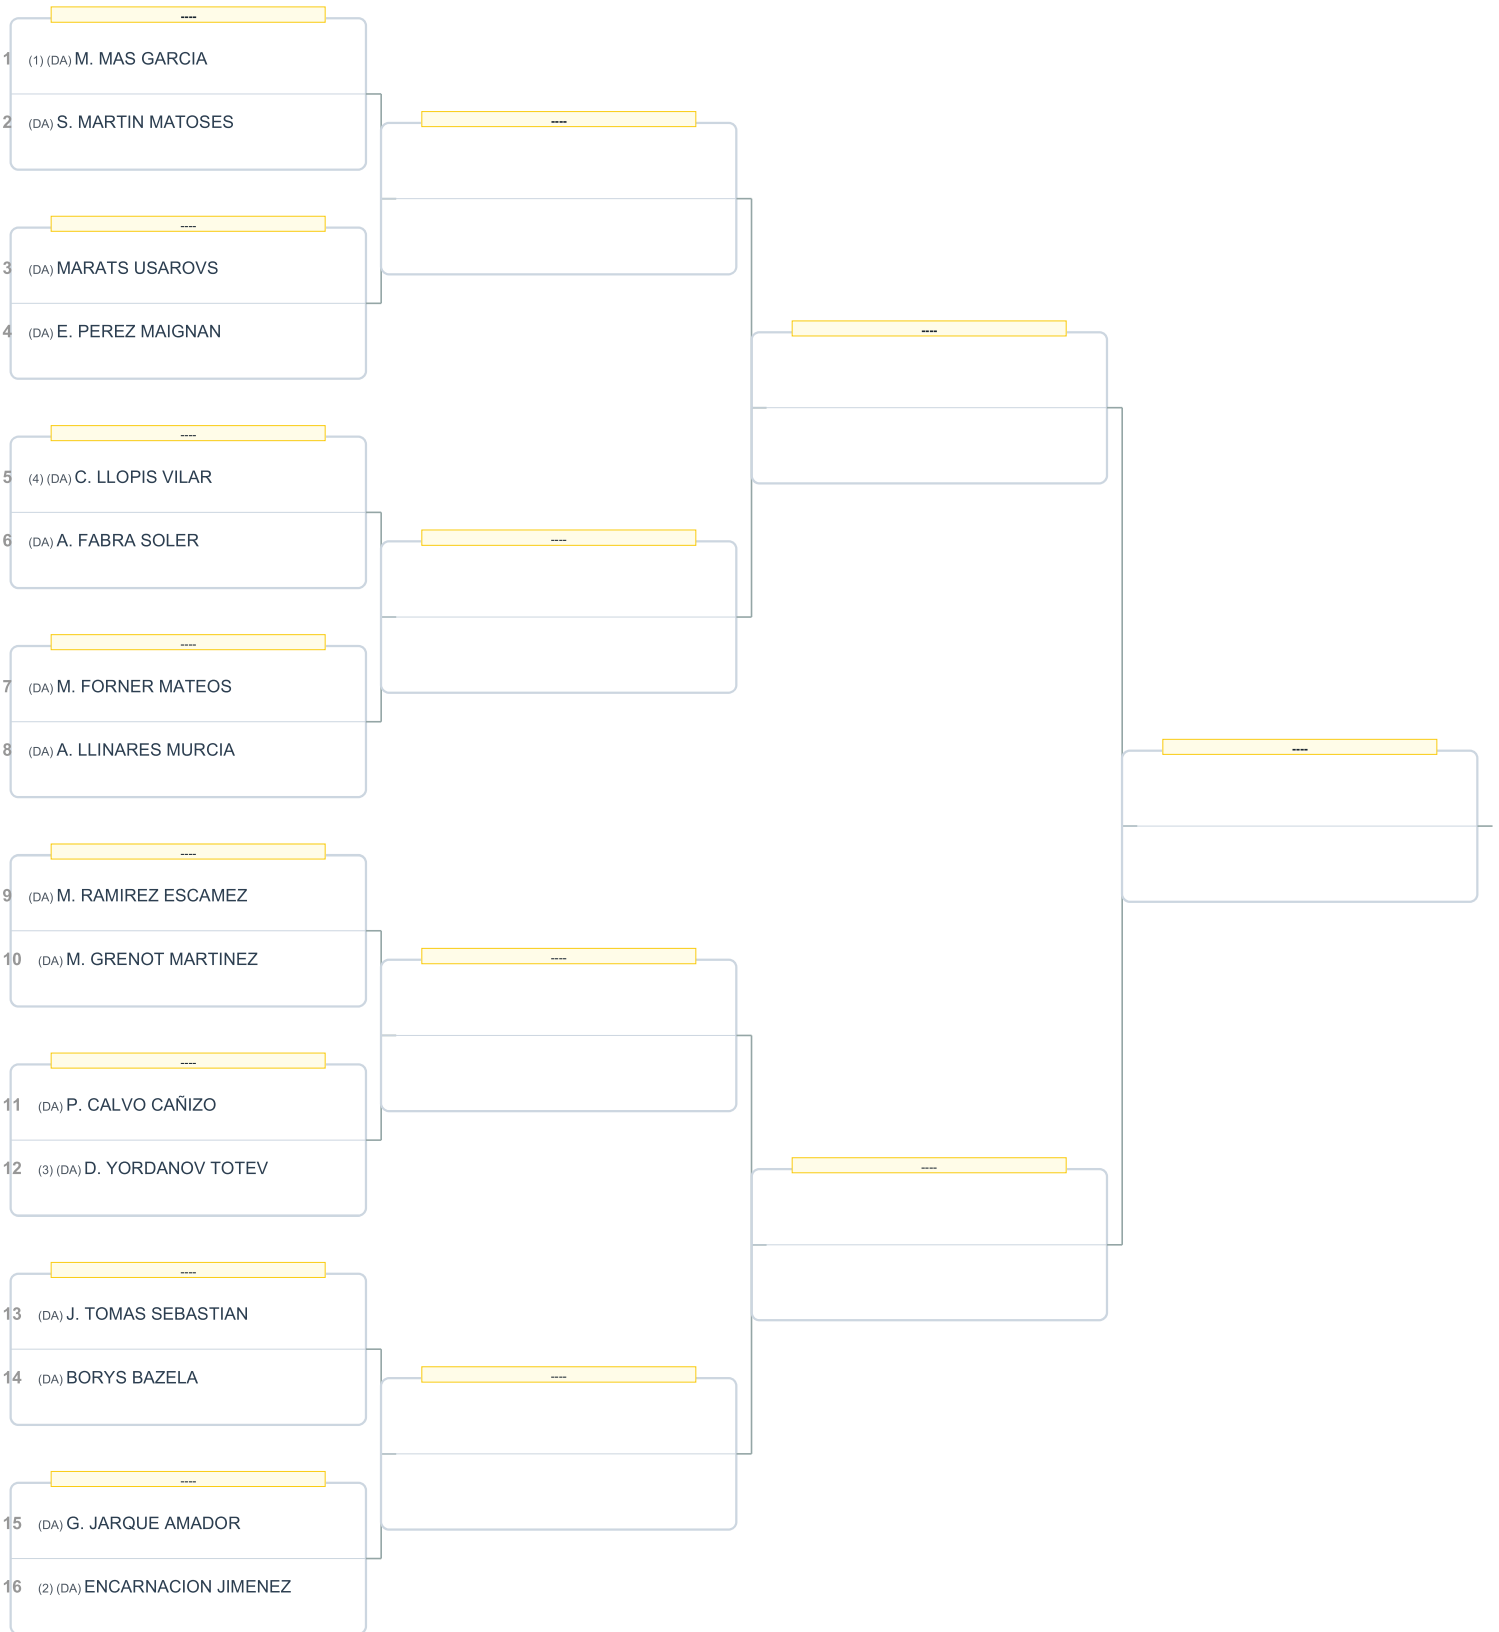 ----
1 (1) (DA) M. MAS GARCIA
2 (DA) S. MARTIN MATOSES
----
----
3 (DA) MARATS USAROVS
4 (DA) E. PEREZ MAIGNAN
----
----
5 (4) (DA) C. LLOPIS VILAR
6 (DA) A. FABRA SOLER
----
----
7 (DA) M. FORNER MATEOS
8 (DA) A. LLINARES MURCIA
----
----
9 (DA) M. RAMIREZ ESCAMEZ
10 (DA) M. GRENOT MARTINEZ
----
----
11 (DA) P. CALVO CAÑIZO
12 (3) (DA) D. YORDANOV TOTEV
----
----
13 (DA) J. TOMAS SEBASTIAN
14 (DA) BORYS BAZELA
----
----
15 (DA) G. JARQUE AMADOR
16 (2) (DA) ENCARNACION JIMENEZ